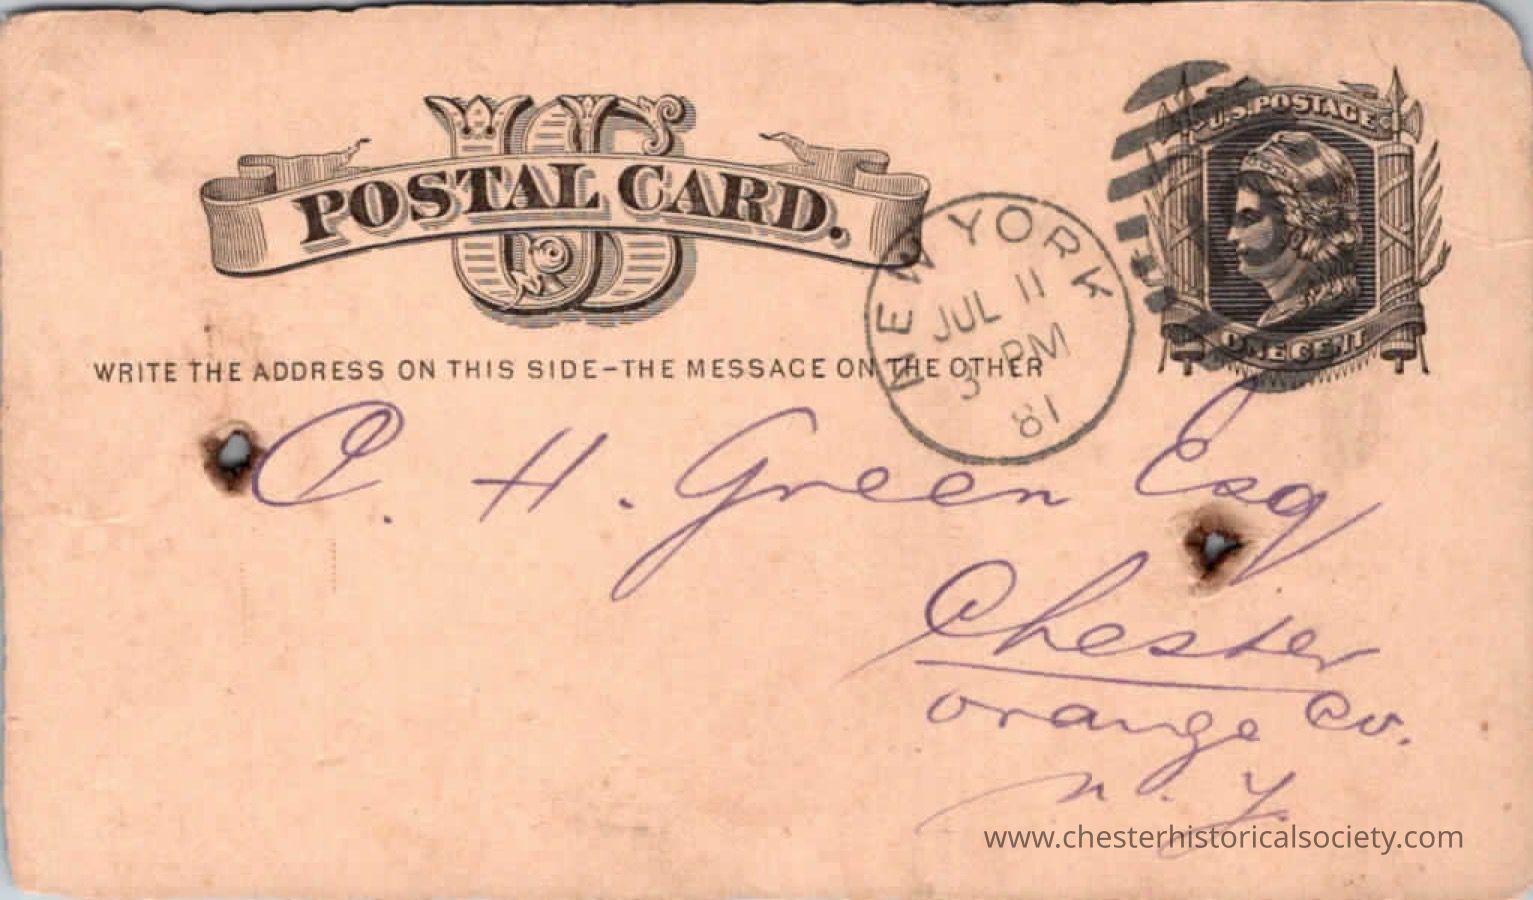 US
POSTAL CARD.
U.S. POSTAGE
ONE CENT
NEW YORK
JUL 11
3 PM
81
WRITE THE ADDRESS ON THIS SIDE–THE MESSAGE ON THE OTHER
C. H. Green Esq
Chester
Orange Co.
N. Y.
www.chesterhistoricalsociety.com